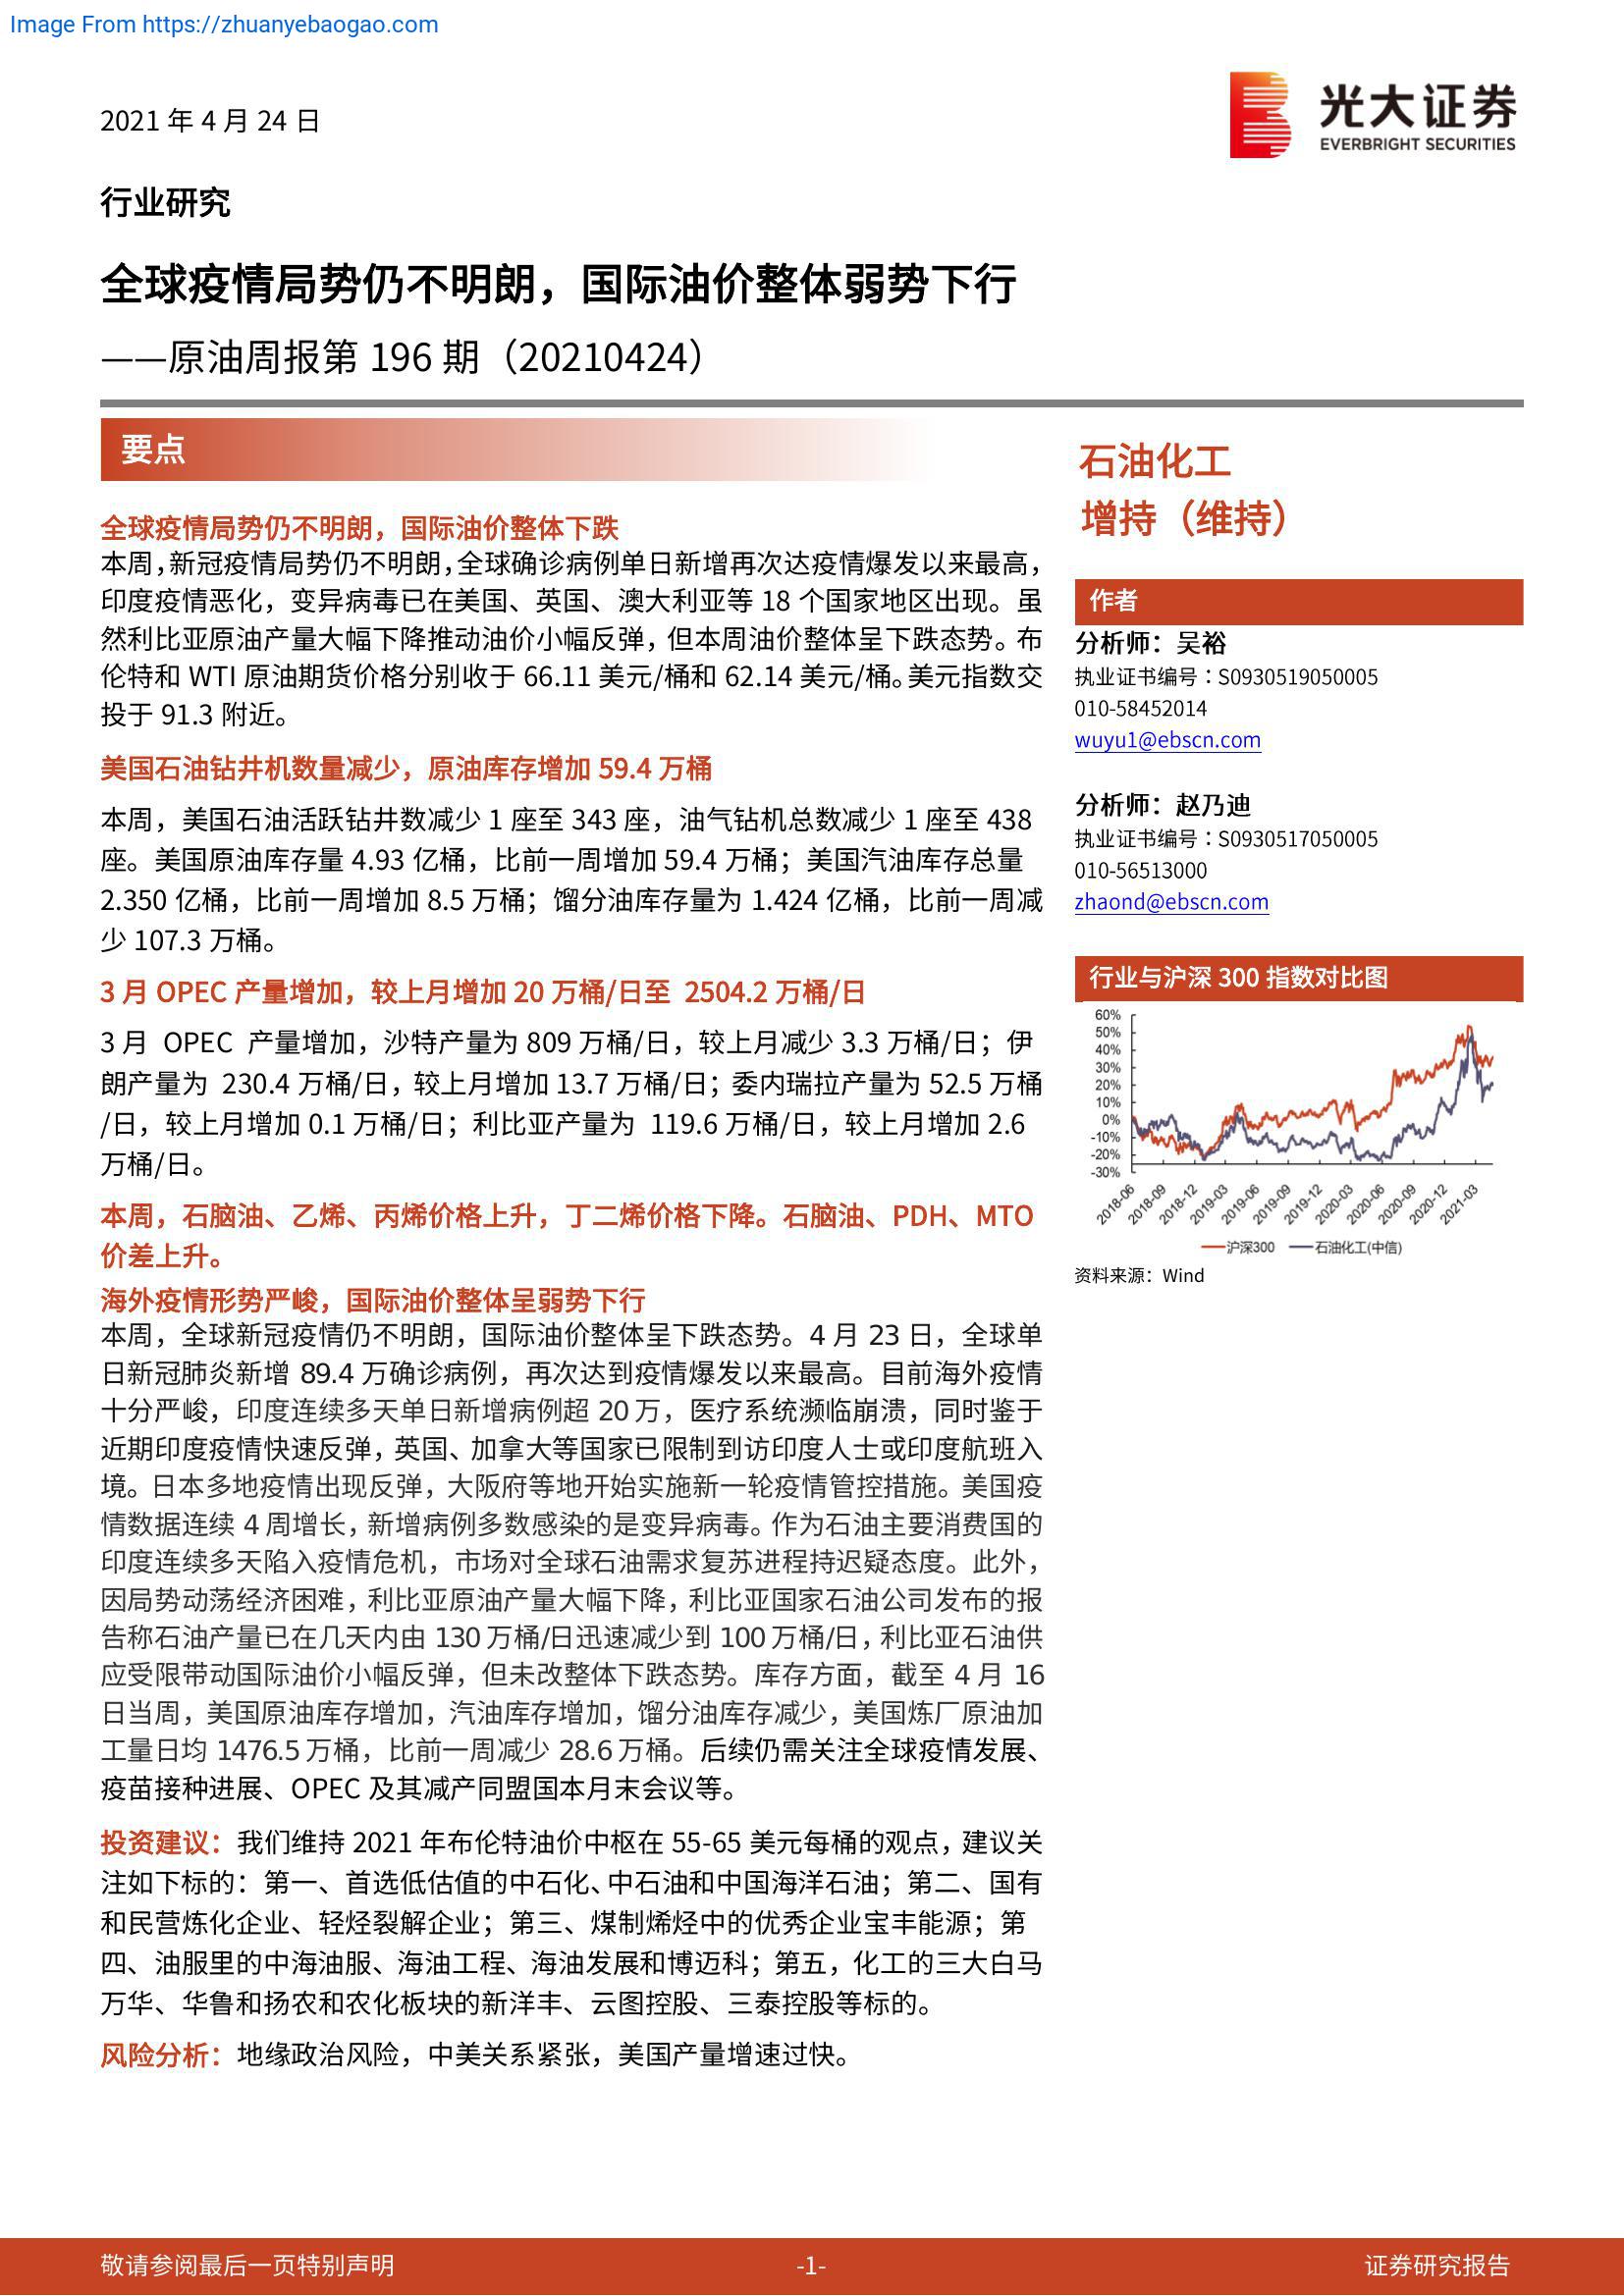 Image From https://zhuanyebaogao.com
2021 年 4 月 24 日
光大证券
EVERBRIGHT SECURITIES
行业研究
全球疫情局势仍不明朗，国际油价整体弱势下行
——原油周报第 196 期（20210424）
要点
全球疫情局势仍不明朗，国际油价整体下跌
本周，新冠疫情局势仍不明朗，全球确诊病例单日新增再次达疫情爆发以来最高，
印度疫情恶化，变异病毒已在美国、英国、澳大利亚等 18 个国家地区出现。虽
然利比亚原油产量大幅下降推动油价小幅反弹，但本周油价整体呈下跌态势。布
伦特和 WTI 原油期货价格分别收于 66.11 美元/桶和 62.14 美元/桶。美元指数交
投于 91.3 附近。
美国石油钻井机数量减少，原油库存增加 59.4 万桶
本周，美国石油活跃钻井数减少 1 座至 343 座，油气钻机总数减少 1 座至 438
座。美国原油库存量 4.93 亿桶，比前一周增加 59.4 万桶；美国汽油库存总量
2.350 亿桶，比前一周增加 8.5 万桶；馏分油库存量为 1.424 亿桶，比前一周减
少 107.3 万桶。
3 月 OPEC 产量增加，较上月增加 20 万桶/日至 2504.2 万桶/日
3 月 OPEC 产量增加，沙特产量为 809 万桶/日，较上月减少 3.3 万桶/日；伊
朗产量为 230.4 万桶/日，较上月增加 13.7 万桶/日；委内瑞拉产量为 52.5 万桶
/日，较上月增加 0.1 万桶/日；利比亚产量为 119.6 万桶/日，较上月增加 2.6
万桶/日。
本周，石脑油、乙烯、丙烯价格上升，丁二烯价格下降。石脑油、PDH、MTO
价差上升。
海外疫情形势严峻，国际油价整体呈弱势下行
本周，全球新冠疫情仍不明朗，国际油价整体呈下跌态势。4 月 23 日，全球单
日新冠肺炎新增 89.4 万确诊病例，再次达到疫情爆发以来最高。目前海外疫情
十分严峻，印度连续多天单日新增病例超 20 万，医疗系统濒临崩溃，同时鉴于
近期印度疫情快速反弹，英国、加拿大等国家已限制到访印度人士或印度航班入
境。日本多地疫情出现反弹，大阪府等地开始实施新一轮疫情管控措施。美国疫
情数据连续 4 周增长，新增病例多数感染的是变异病毒。作为石油主要消费国的
印度连续多天陷入疫情危机，市场对全球石油需求复苏进程持迟疑态度。此外，
因局势动荡经济困难，利比亚原油产量大幅下降，利比亚国家石油公司发布的报
告称石油产量已在几天内由 130 万桶/日迅速减少到 100 万桶/日，利比亚石油供
应受限带动国际油价小幅反弹，但未改整体下跌态势。库存方面，截至 4 月 16
日当周，美国原油库存增加，汽油库存增加，馏分油库存减少，美国炼厂原油加
工量日均 1476.5 万桶，比前一周减少 28.6 万桶。后续仍需关注全球疫情发展、
疫苗接种进展、OPEC 及其减产同盟国本月末会议等。
投资建议：我们维持 2021 年布伦特油价中枢在 55-65 美元每桶的观点，建议关
注如下标的：第一、首选低估值的中石化、中石油和中国海洋石油；第二、国有
和民营炼化企业、轻烃裂解企业；第三、煤制烯烃中的优秀企业宝丰能源；第
四、油服里的中海油服、海油工程、海油发展和博迈科；第五，化工的三大白马
万华、华鲁和扬农和农化板块的新洋丰、云图控股、三泰控股等标的。
风险分析：地缘政治风险，中美关系紧张，美国产量增速过快。
石油化工
增持（维持）
作者
分析师：吴裕
执业证书编号：S0930519050005
010-58452014
wuyu1@ebscn.com
分析师：赵乃迪
执业证书编号：S0930517050005
010-56513000
zhaond@ebscn.com
行业与沪深 300 指数对比图
60%
50%
40%
30%
20%
10%
0%
-10%
-20%
-30%
2018-06 2018-09 2018-12 2019-03 2019-06 2019-09 2019-12 2020-03 2020-06 2020-09 2020-12 2021-03
沪深300 石油化工(中信)
资料来源：Wind
敬请参阅最后一页特别声明 -1- 证券研究报告